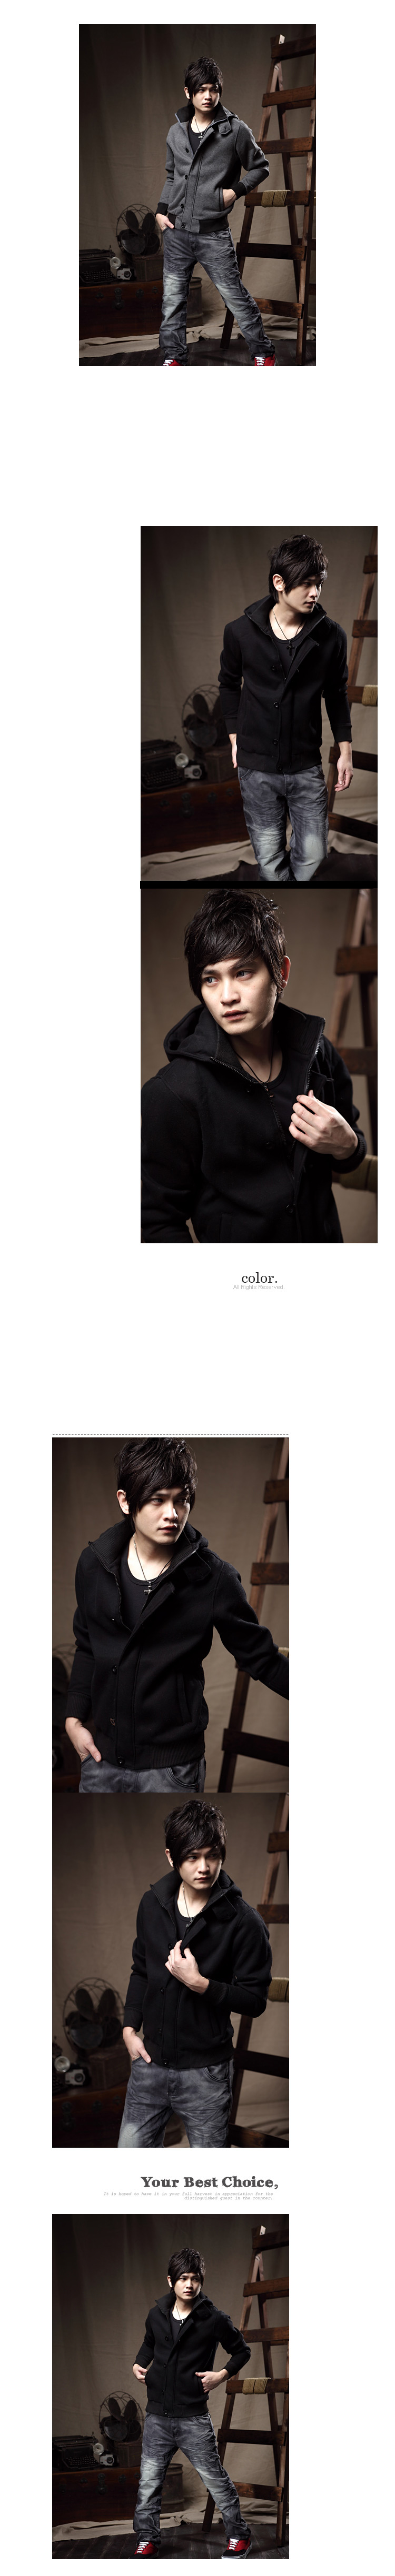 color.
All Rights Reserved.
Your Best Choice,
It is hoped to have it in your full harvest in appreciation for the
distinguished guest in the coarses.